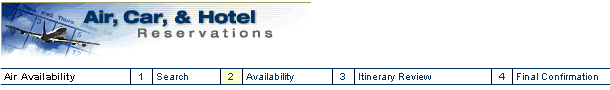 Air, Car, & Hotel
Reservations
Air Availability 1 Search 2 Availability 3 Itinerary Review 4 Final Confirmation